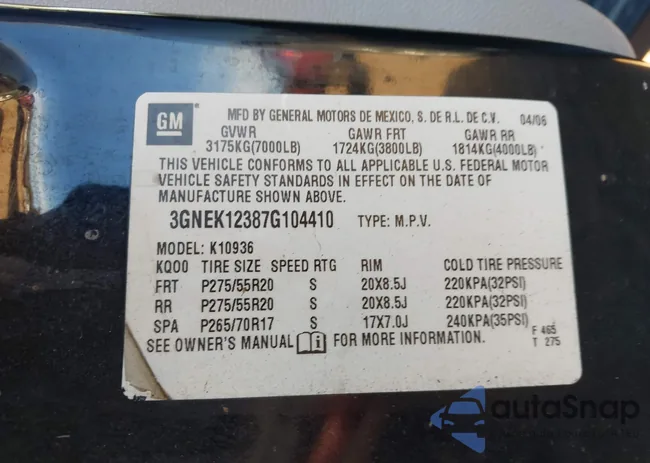 GM
MFD BY GENERAL MOTORS DE MEXICO, S. DE R.L. DE C.V. 04/06
GVWR GAWR FRT GAWR RR
3175KG(7000LB) 1724KG(3800LB) 1814KG(4000LB)
THIS VEHICLE CONFORMS TO ALL APPLICABLE U.S. FEDERAL MOTOR
VEHICLE SAFETY STANDARDS IN EFFECT ON THE DATE OF
MANUFACTURE SHOWN ABOVE.
3GNEK12387G104410 TYPE: M.P.V.
MODEL: K10936
KQ00 TIRE SIZE SPEED RTG RIM COLD TIRE PRESSURE
FRT P275/55R20 S 20X8.5J 220KPA(32PSI)
RR P275/55R20 S 20X8.5J 220KPA(32PSI)
SPA P265/70R17 S 17X7.0J 240KPA(35PSI)
SEE OWNER'S MANUAL i FOR MORE INFORMATION. F 465
T 275
autoSnap